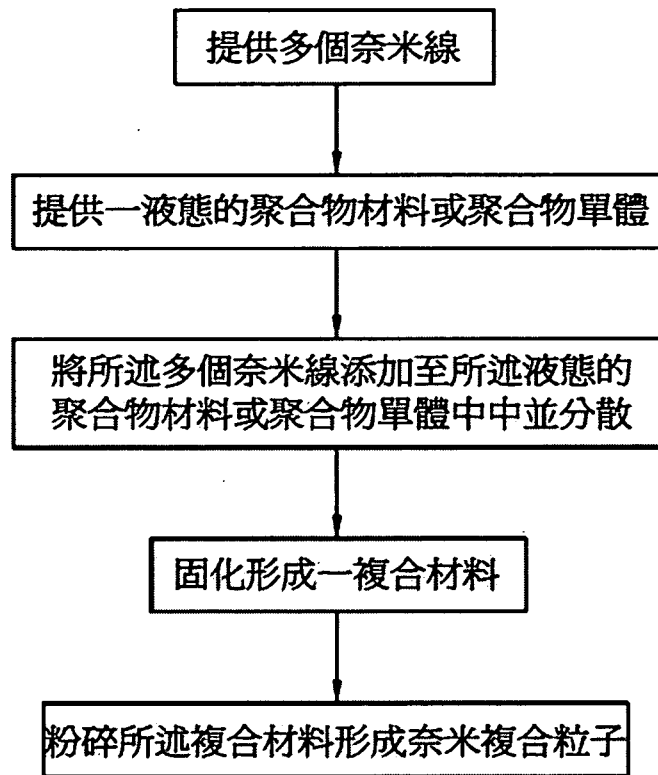 提供多個奈米線
提供一液態的聚合物材料或聚合物單體
將所述多個奈米線添加至所述液態的
聚合物材料或聚合物單體中中並分散
固化形成一複合材料
粉碎所述複合材料形成奈米複合粒子